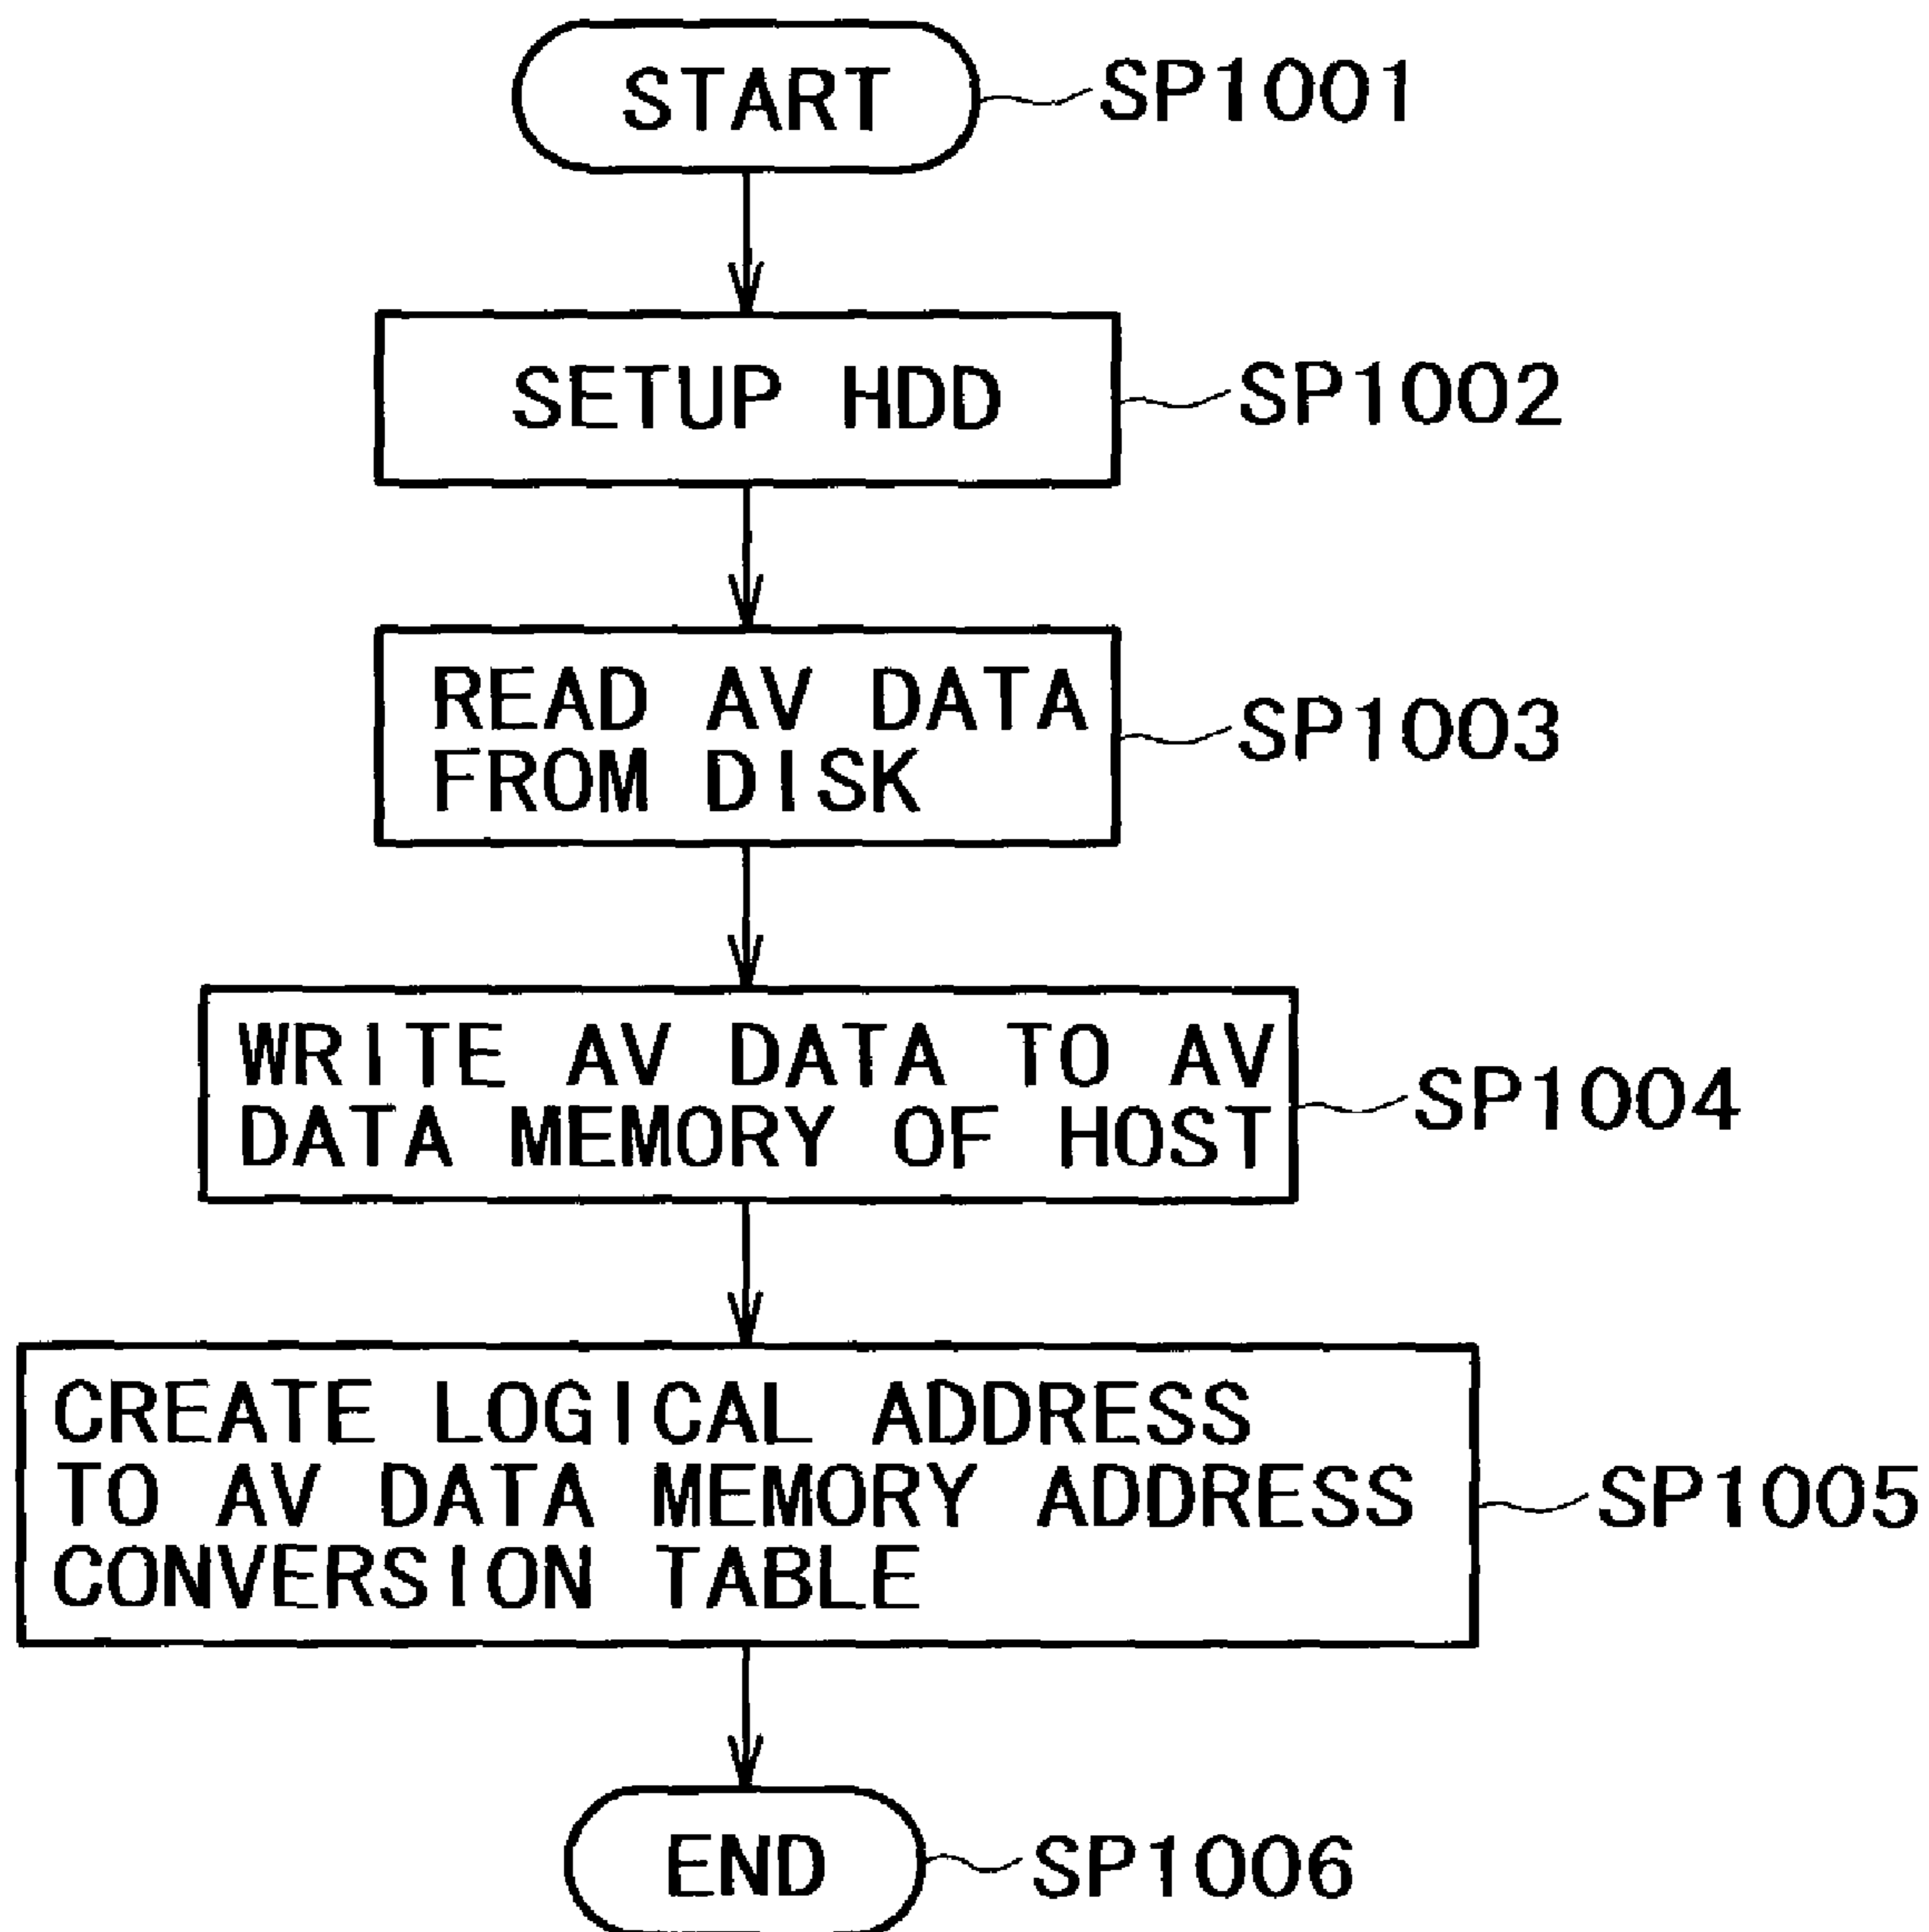 START SP1001
SETUP HDD SP1002
READ AV DATA
FROM DISK
SP1003
WRITE AV DATA TO AV
DATA MEMORY OF HOST
SP1004
CREATE LOGICAL ADDRESS
TO AV DATA MEMORY ADDRESS
CONVERSION TABLE
SP1005
END SP1006